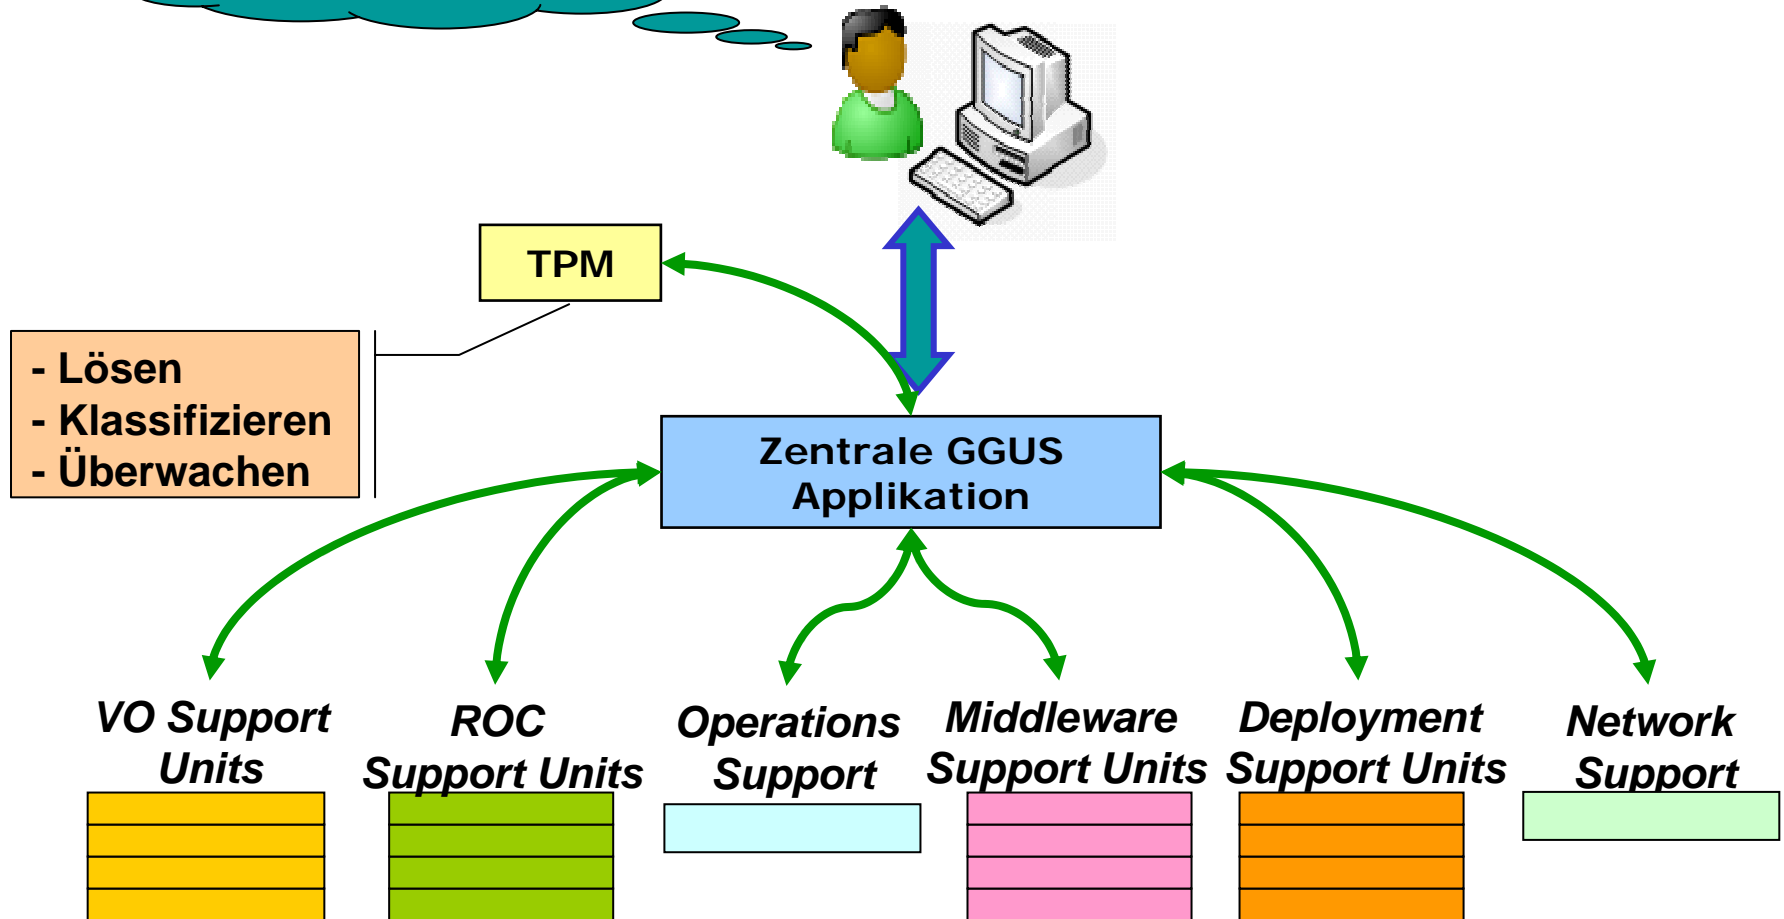 TPM
- Lösen
- Klassifizieren
- Überwachen
Zentrale GGUS
Applikation
VO Support
Units
ROC
Support Units
Operations
Support
Middleware
Support Units
Deployment
Support Units
Network
Support